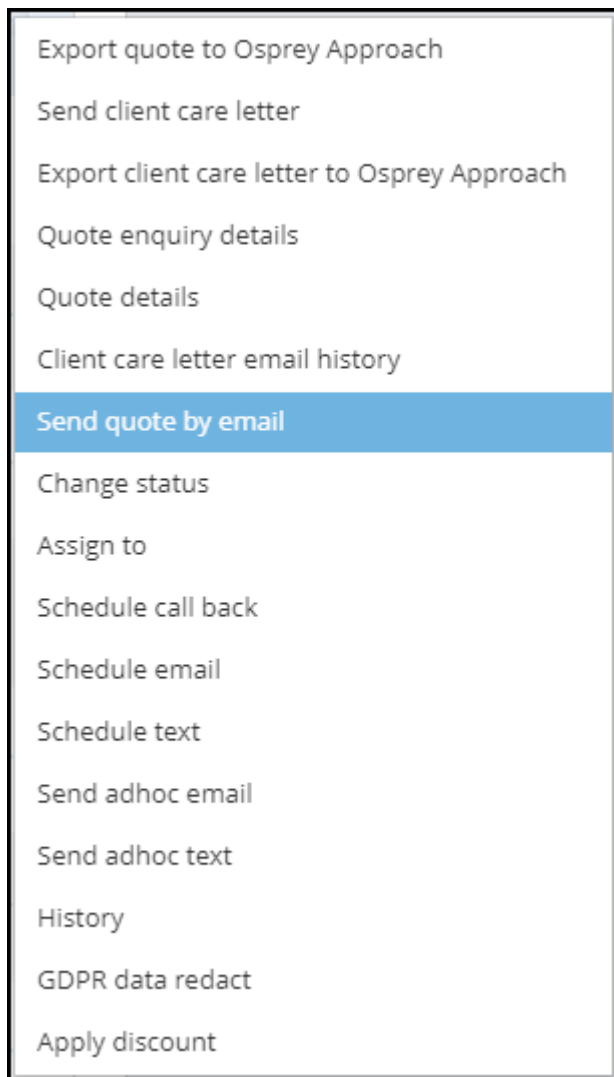 Export quote to Osprey Approach
Send client care letter
Export client care letter to Osprey Approach
Quote enquiry details
Quote details
Client care letter email history
Send quote by email
Change status
Assign to
Schedule call back
Schedule email
Schedule text
Send adhoc email
Send adhoc text
History
GDPR data redact
Apply discount